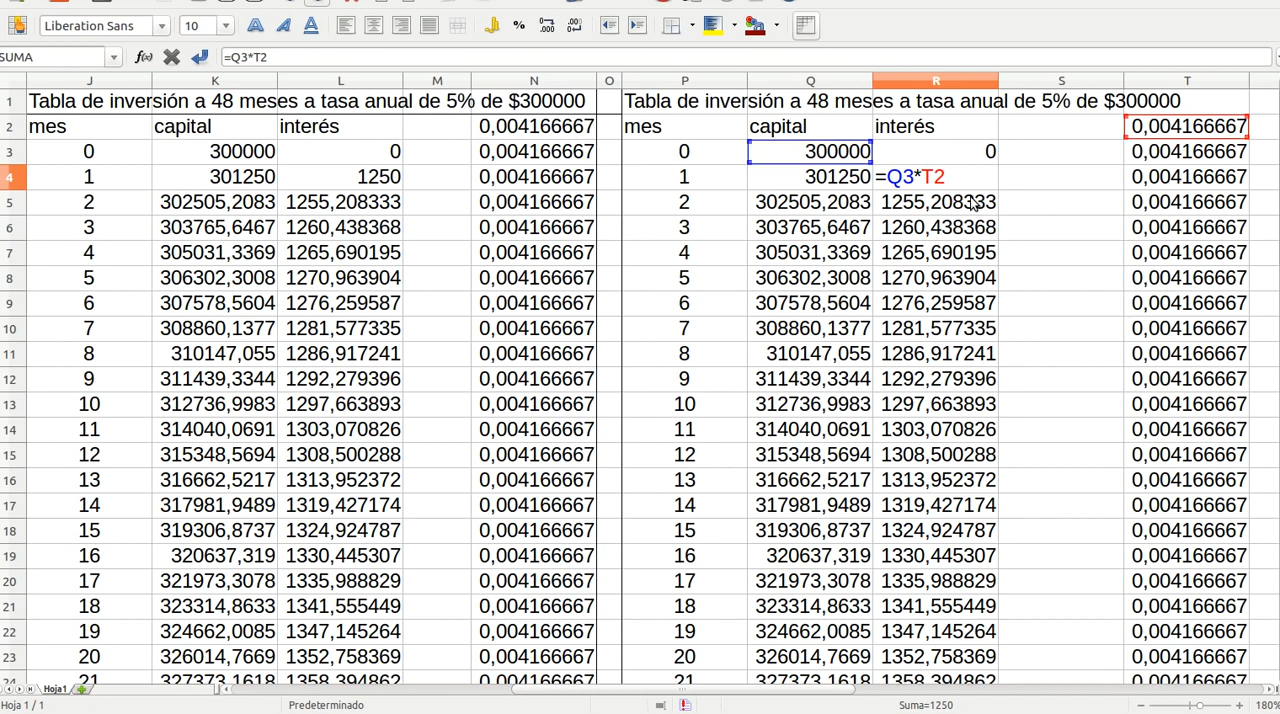 Liberation Sans 10
SUMA =Q3*T2
J K L M N O P Q R S T
1 Tabla de inversión a 48 meses a tasa anual de 5% de $300000 Tabla de inversión a 48 meses a tasa anual de 5% de $300000
2 mes capital interés 0,004166667 mes capital interés 0,004166667
3 0 300000 0 0,004166667 0 300000 0 0,004166667
4 1 301250 1250 0,004166667 1 301250 =Q3*T2 0,004166667
5 2 302505,2083 1255,208333 0,004166667 2 302505,2083 1255,208333 0,004166667
6 3 303765,6467 1260,438368 0,004166667 3 303765,6467 1260,438368 0,004166667
7 4 305031,3369 1265,690195 0,004166667 4 305031,3369 1265,690195 0,004166667
8 5 306302,3008 1270,963904 0,004166667 5 306302,3008 1270,963904 0,004166667
9 6 307578,5604 1276,259587 0,004166667 6 307578,5604 1276,259587 0,004166667
10 7 308860,1377 1281,577335 0,004166667 7 308860,1377 1281,577335 0,004166667
11 8 310147,055 1286,917241 0,004166667 8 310147,055 1286,917241 0,004166667
12 9 311439,3344 1292,279396 0,004166667 9 311439,3344 1292,279396 0,004166667
13 10 312736,9983 1297,663893 0,004166667 10 312736,9983 1297,663893 0,004166667
14 11 314040,0691 1303,070826 0,004166667 11 314040,0691 1303,070826 0,004166667
15 12 315348,5694 1308,500288 0,004166667 12 315348,5694 1308,500288 0,004166667
16 13 316662,5217 1313,952372 0,004166667 13 316662,5217 1313,952372 0,004166667
17 14 317981,9489 1319,427174 0,004166667 14 317981,9489 1319,427174 0,004166667
18 15 319306,8737 1324,924787 0,004166667 15 319306,8737 1324,924787 0,004166667
19 16 320637,319 1330,445307 0,004166667 16 320637,319 1330,445307 0,004166667
20 17 321973,3078 1335,988829 0,004166667 17 321973,3078 1335,988829 0,004166667
21 18 323314,8633 1341,555449 0,004166667 18 323314,8633 1341,555449 0,004166667
22 19 324662,0085 1347,145264 0,004166667 19 324662,0085 1347,145264 0,004166667
23 20 326014,7669 1352,758369 0,004166667 20 326014,7669 1352,758369 0,004166667
24 21 327373,1618 1358,394862 0,004166667 21 327373,1618 1358,394862 0,004166667
Hoja1
Hoja 1 / 1 Predeterminado Suma=1250 180%